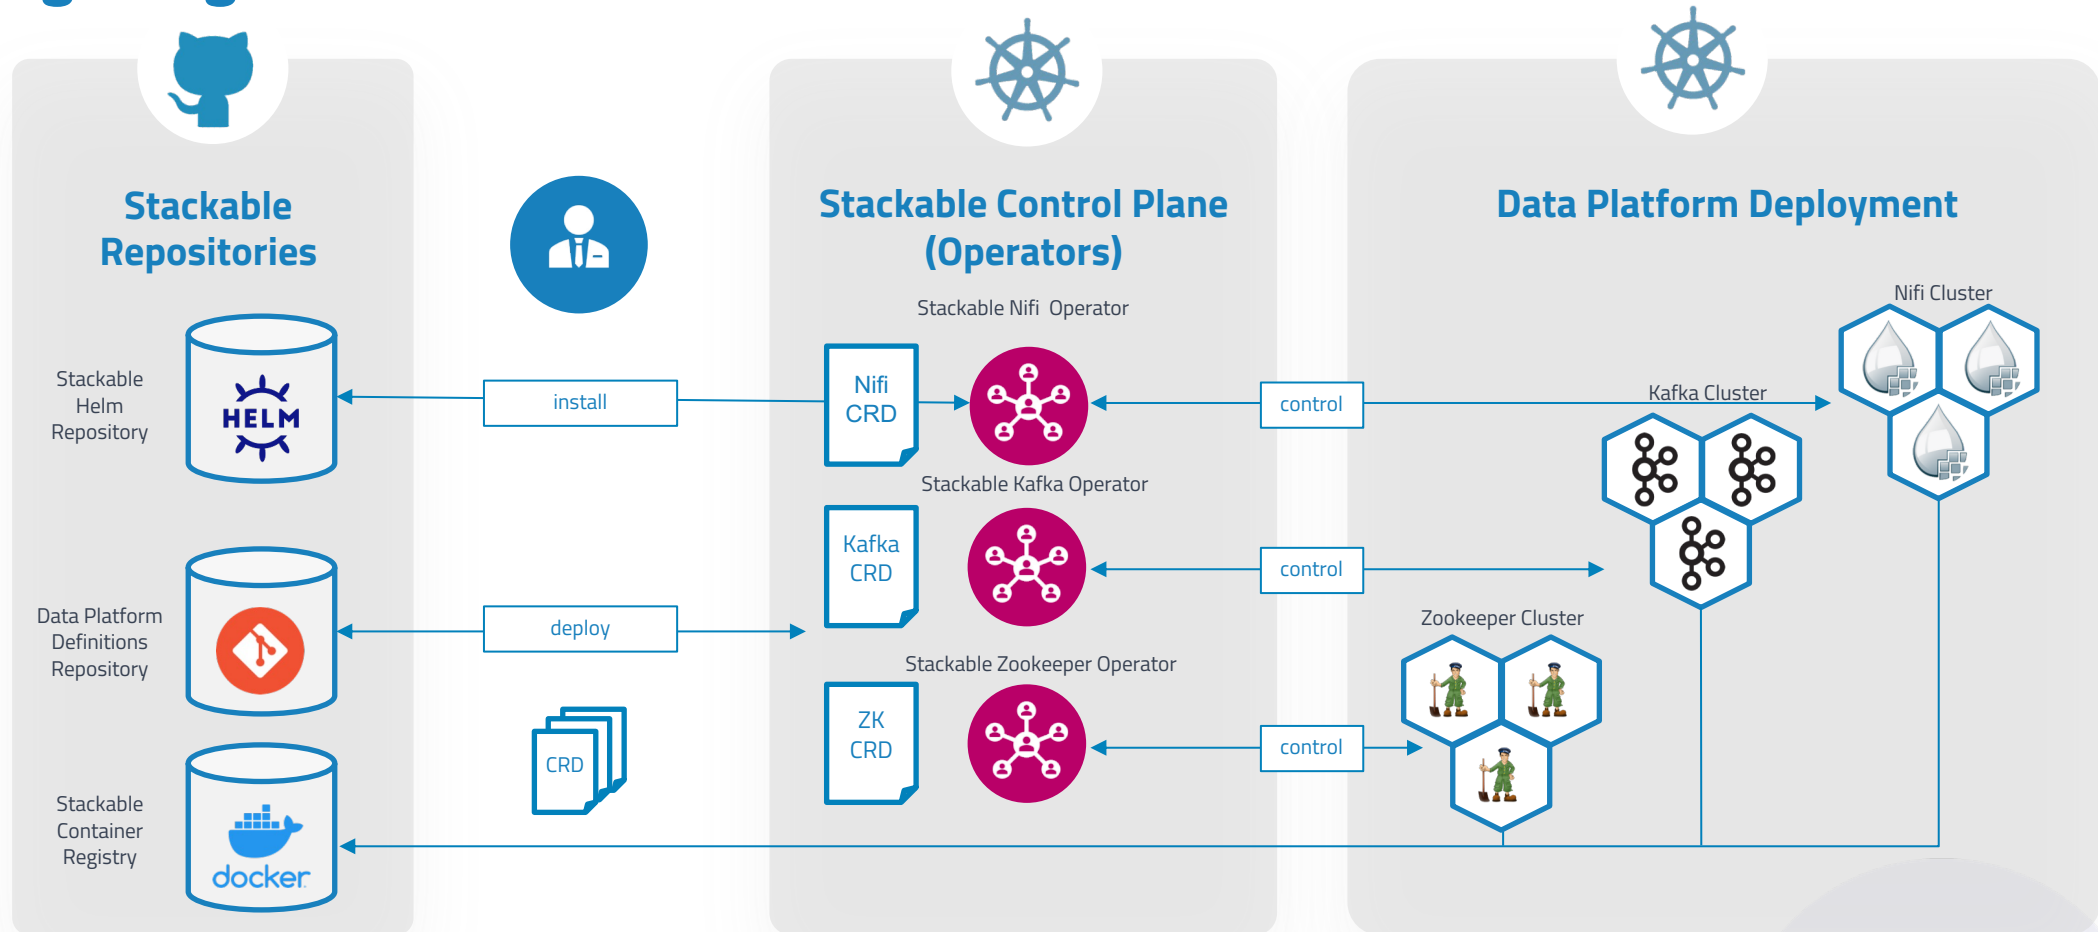 Stackable
Repositories
Stackable
Helm
Repository
HELM
Data Platform
Definitions
Repository
Stackable
Container
Registry
docker
install
deploy
CRD
Stackable Control Plane
(Operators)
Stackable Nifi Operator
Nifi
CRD
Stackable Kafka Operator
Kafka
CRD
Stackable Zookeeper Operator
ZK
CRD
control
control
control
Data Platform Deployment
Nifi Cluster
Kafka Cluster
Zookeeper Cluster